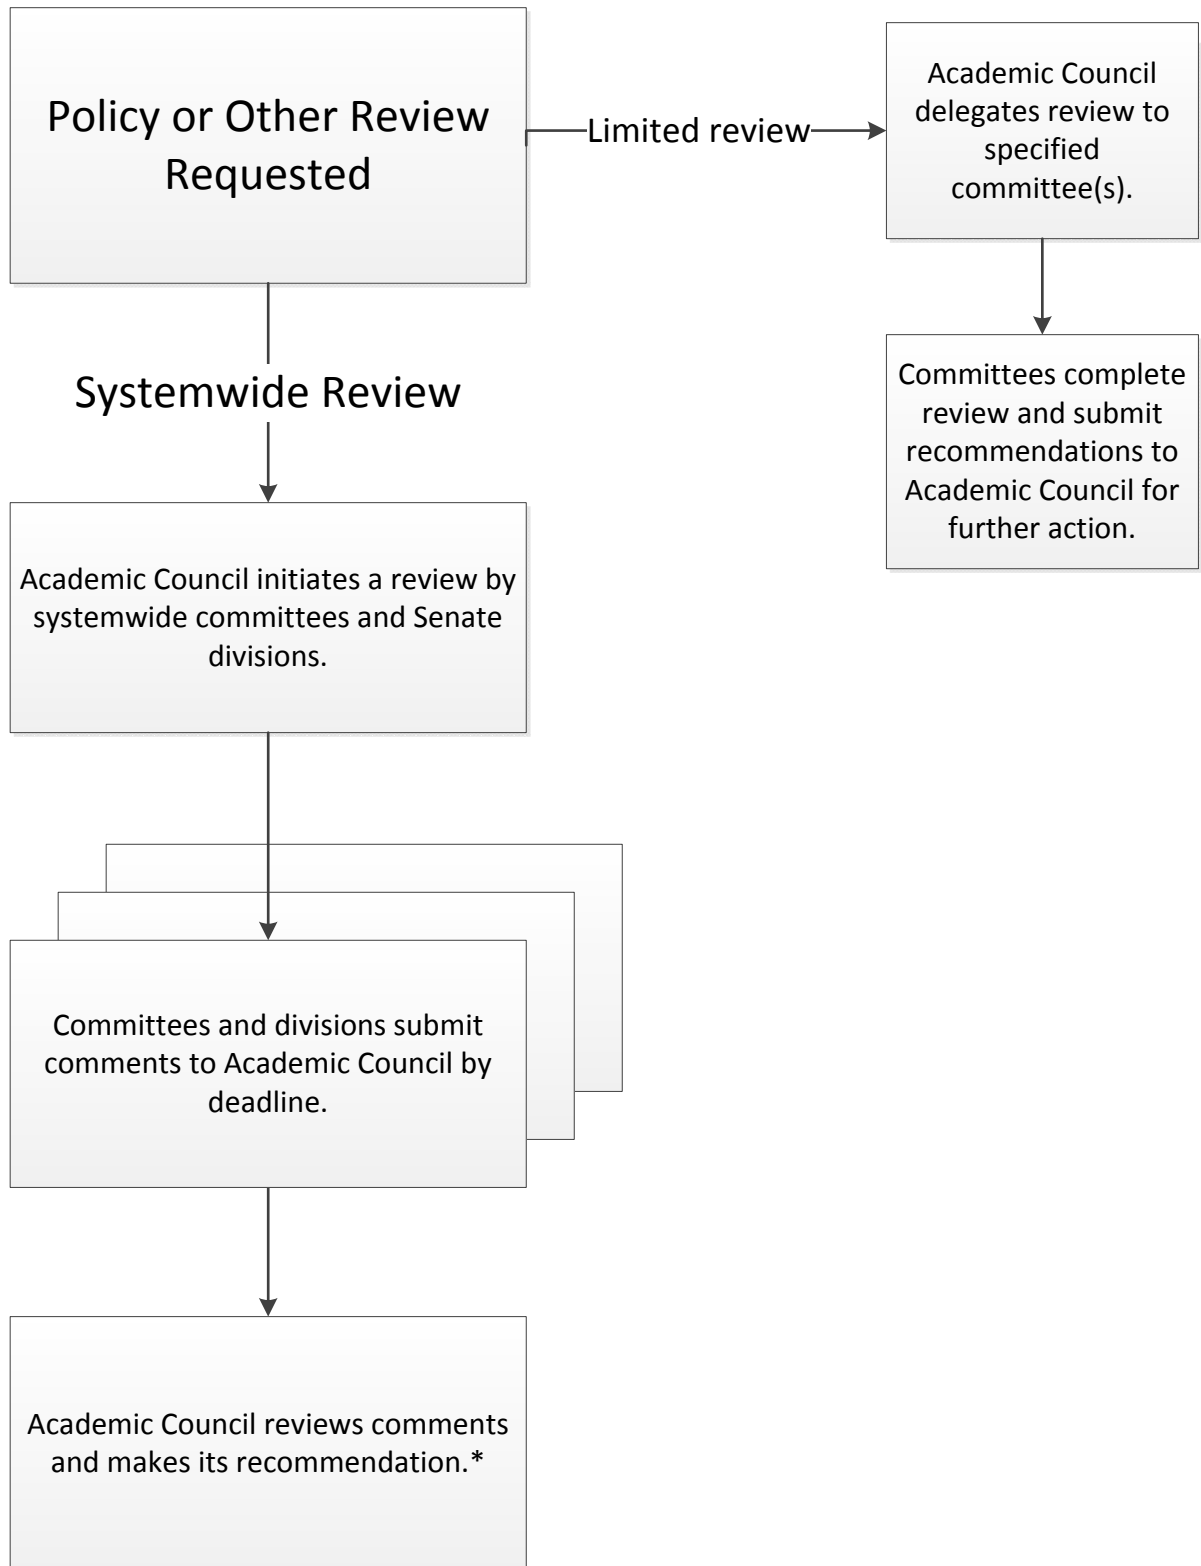 Policy or Other Review
Requested
Limited review
Academic Council
delegates review to
specified
committee(s).
Committees complete
review and submit
recommendations to
Academic Council for
further action.
Systemwide Review
Academic Council initiates a review by
systemwide committees and Senate
divisions.
Committees and divisions submit
comments to Academic Council by
deadline.
Academic Council reviews comments
and makes its recommendation.*